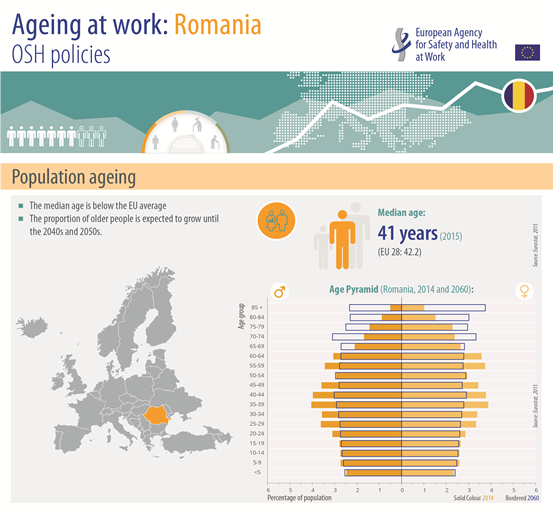 Ageing at work: Romania
OSH policies
European Agency
for Safety and Health
at Work
Population ageing
The median age is below the EU average
The proportion of older people is expected to grow until
the 2040s and 2050s.
Median age:
41 years (2015)
(EU 28: 42.2)
Source: Eurostat, 2015
Age Pyramid (Romania, 2014 and 2060):
Age group
85 +
80-84
75-79
70-74
65-69
60-64
55-59
50-54
45-49
40-44
35-39
30-34
25-29
20-24
15-19
10-14
5-9
<5
Source: Eurostat, 2015
6 5 4 3 2 1 0 0 1 2 3 4 5 6
Percentage of population
Solid Colour 2014
Bordered 2060